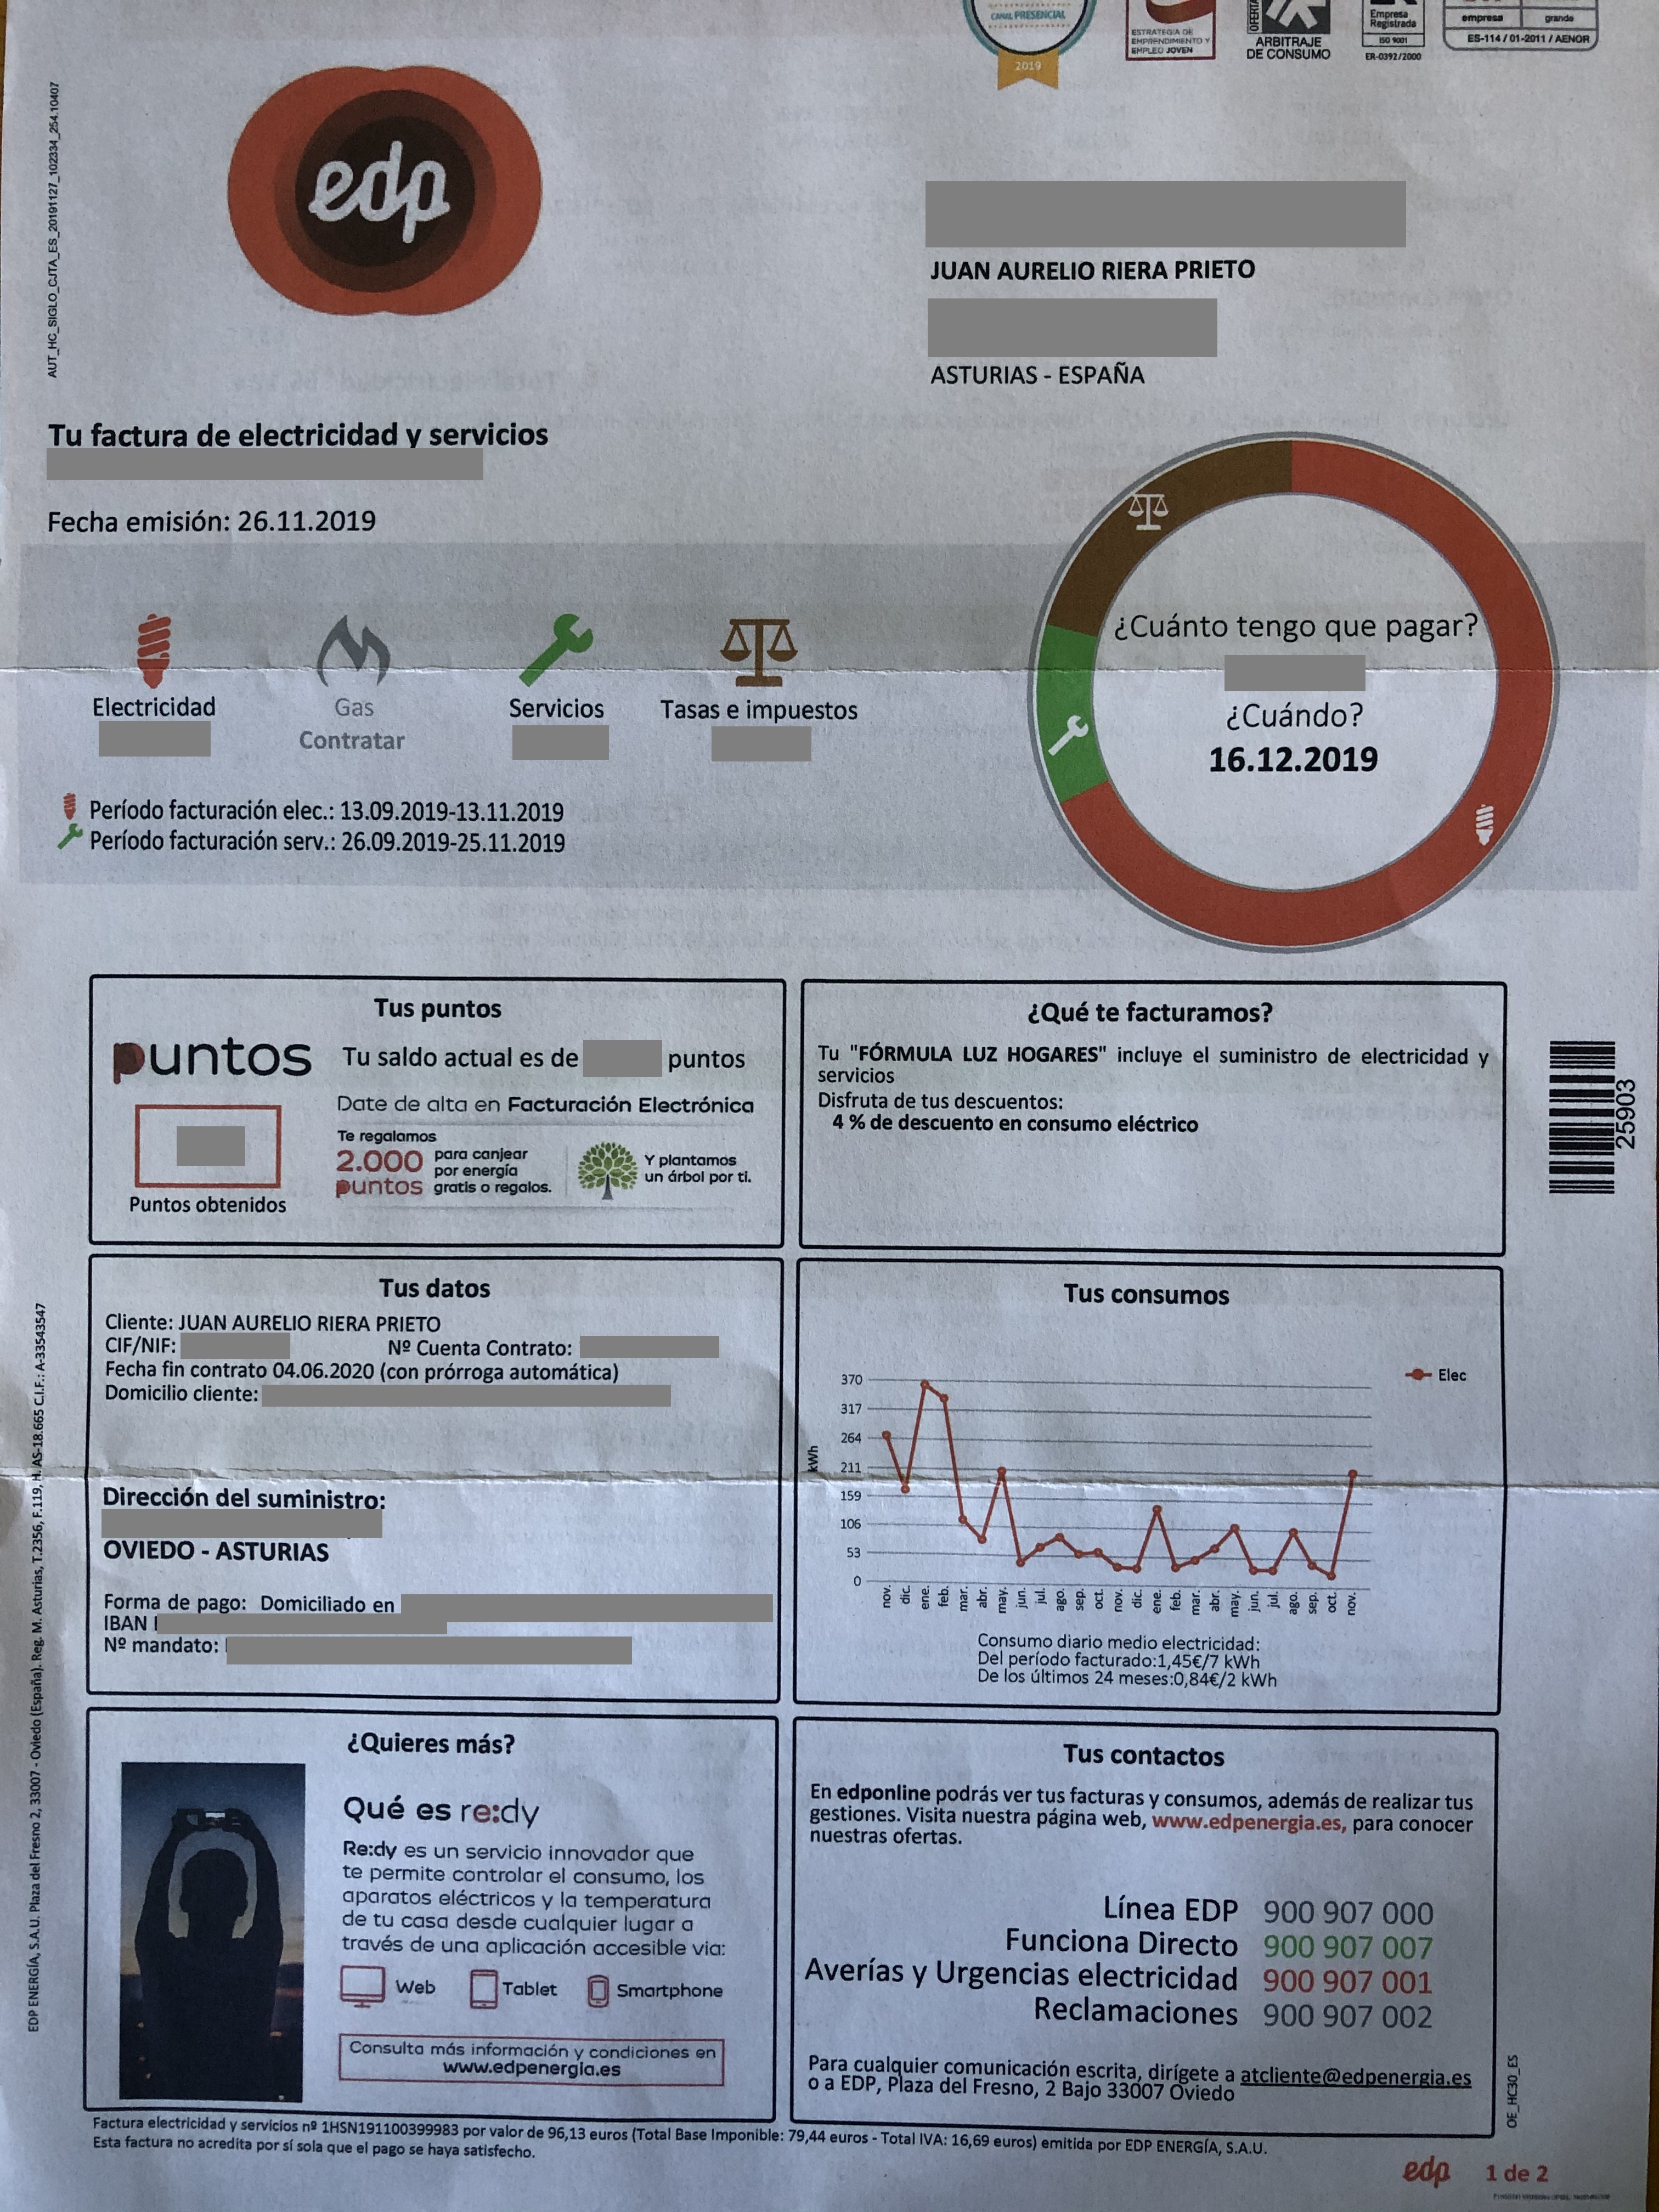 CANAL PRESENCIAL
2019
ESTRATEGIA DE
EMPRENDIMIENTO Y
EMPLEO JOVEN
OFERTA
ARBITRAJE
DE CONSUMO
Empresa
Registrada
ISO 9001
ER-0392/2000
empresa grande
ES-114 / 01-2011 / AENOR
AUT_HC_SIGLO_CJTA_ES_20191127_102334_254.10407
edp
JUAN AURELIO RIERA PRIETO
ASTURIAS - ESPAÑA
Tu factura de electricidad y servicios
Fecha emisión: 26.11.2019
Electricidad
Gas
Contratar
Servicios
Tasas e impuestos
¿Cuánto tengo que pagar?
¿Cuándo?
16.12.2019
Período facturación elec.: 13.09.2019-13.11.2019
Período facturación serv.: 26.09.2019-25.11.2019
Tus puntos
puntos
Tu saldo actual es de puntos
Date de alta en Facturación Electrónica
Te regalamos
2.000
puntos
para canjear
por energía
gratis o regalos.
Y plantamos
un árbol por ti.
Puntos obtenidos
¿Qué te facturamos?
Tu "FÓRMULA LUZ HOGARES" incluye el suministro de electricidad y
servicios
Disfruta de tus descuentos:
4 % de descuento en consumo eléctrico
25903
Tus datos
Cliente: JUAN AURELIO RIERA PRIETO
CIF/NIF: Nº Cuenta Contrato:
Fecha fin contrato 04.06.2020 (con prórroga automática)
Domicilio cliente:
Dirección del suministro:
OVIEDO - ASTURIAS
Forma de pago: Domiciliado en
IBAN
Nº mandato:
Tus consumos
Elec
kWh
370
317
264
211
159
106
53
0
nov. dic. ene. feb. mar. abr. may. jun. jul. ago. sep. oct. nov. dic. ene. feb. mar. abr. may. jun. jul. ago. sep. oct. nov.
Consumo diario medio electricidad:
Del período facturado:1,45€/7 kWh
De los últimos 24 meses:0,84€/2 kWh
EDP ENERGÍA, S.A.U. Plaza del Fresno 2, 33007 - Oviedo (España). Reg. M. Asturias, T.2356, F.119, H. AS-18.665 C.I.F.: A-33543547
¿Quieres más?
Qué es re:dy
Re:dy es un servicio innovador que
te permite controlar el consumo, los
aparatos eléctricos y la temperatura
de tu casa desde cualquier lugar a
través de una aplicación accesible via:
Web
Tablet
Smartphone
Consulta más información y condiciones en
www.edpenergia.es
Tus contactos
En edponline podrás ver tus facturas y consumos, además de realizar tus
gestiones. Visita nuestra página web, www.edpenergia.es, para conocer
nuestras ofertas.
Línea EDP 900 907 000
Funciona Directo 900 907 007
Averías y Urgencias electricidad 900 907 001
Reclamaciones 900 907 002
Para cualquier comunicación escrita, dirígete a atcliente@edpenergia.es
o a EDP, Plaza del Fresno, 2 Bajo 33007 Oviedo
OE_HC30_ES
Factura electricidad y servicios nº 1HSN191100399983 por valor de 96,13 euros (Total Base Imponible: 79,44 euros - Total IVA: 16,69 euros) emitida por EDP ENERGÍA, S.A.U.
Esta factura no acredita por sí sola que el pago se haya satisfecho.
edp 1 de 2